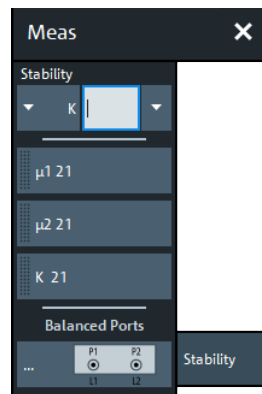 Meas
Stability
K
µ1 21
µ2 21
K 21
Balanced Ports
... P1 P2
L1 L2
Stability